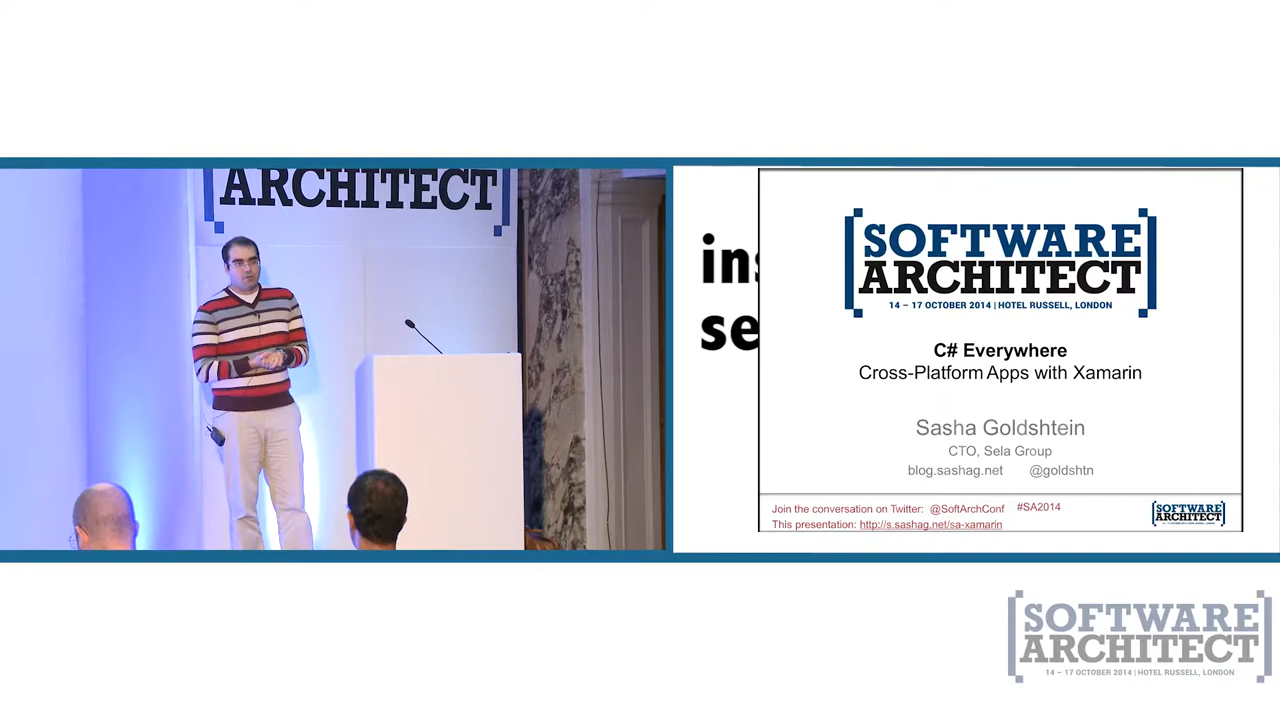 ARCHITECT
ins
se
SOFTWARE
ARCHITECT
14 – 17 OCTOBER 2014 | HOTEL RUSSELL, LONDON
C# Everywhere
Cross-Platform Apps with Xamarin
Sasha Goldshtein
CTO, Sela Group
blog.sashag.net @goldshtn
Join the conversation on Twitter: @SoftArchConf #SA2014
This presentation: http://s.sashag.net/sa-xamarin
SOFTWARE
ARCHITECT
SOFTWARE
ARCHITECT
14 – 17 OCTOBER 2014 | HOTEL RUSSELL, LONDON